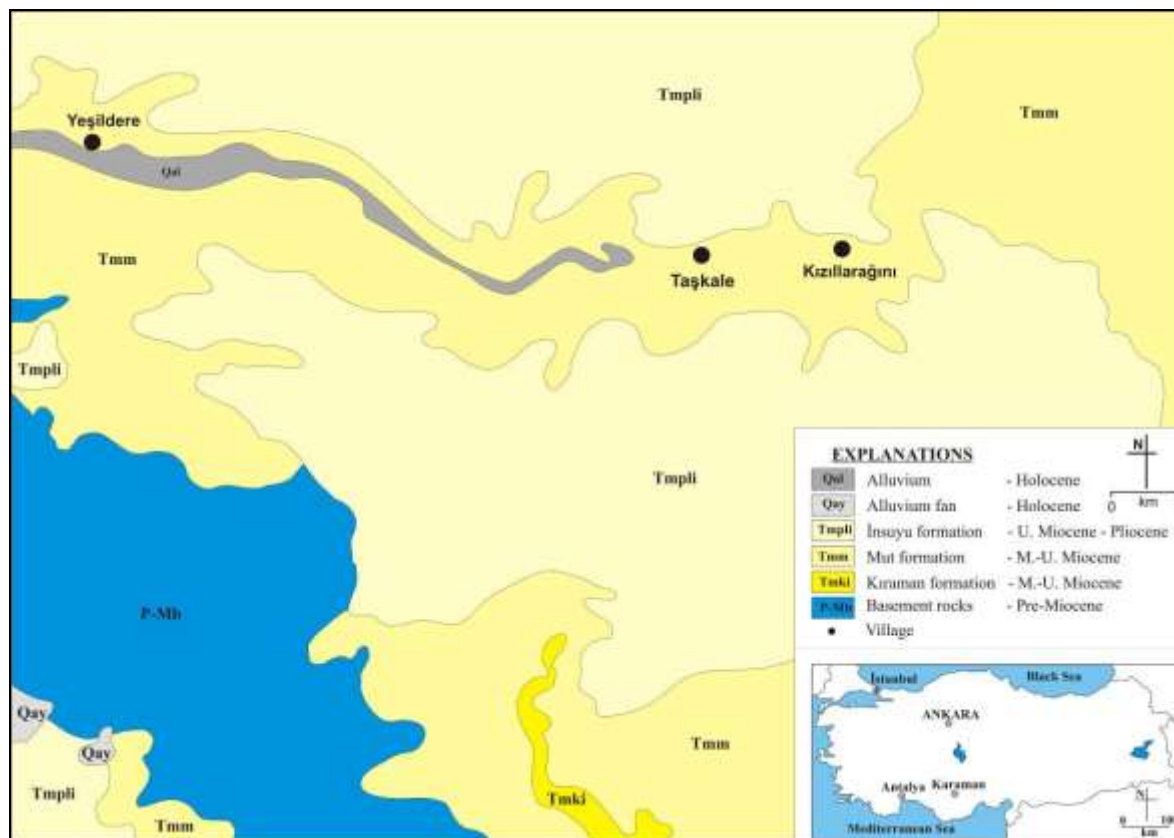 Tmpli
Tmm
Yeşildere
Qal
Tmm
Taşkale
Kızıllarağını
Tmpli
Tmpli
P-Mb
Qay
Qay
Tmpli
Tmm
Tmki
Tmm
EXPLANATIONS
Qal Alluvium - Holocene
Qay Alluvium fan - Holocene
Tmpli İnsuyu formation - U. Miocene - Pliocene
Tmm Mut formation - M.-U. Miocene
Tmki Kıraman formation - M.-U. Miocene
P-Mb Basement rocks - Pre-Miocene
Village
N
0 km
İstanbul
Black Sea
ANKARA
Antalya
Karaman
Mediterranean Sea
N
0
km